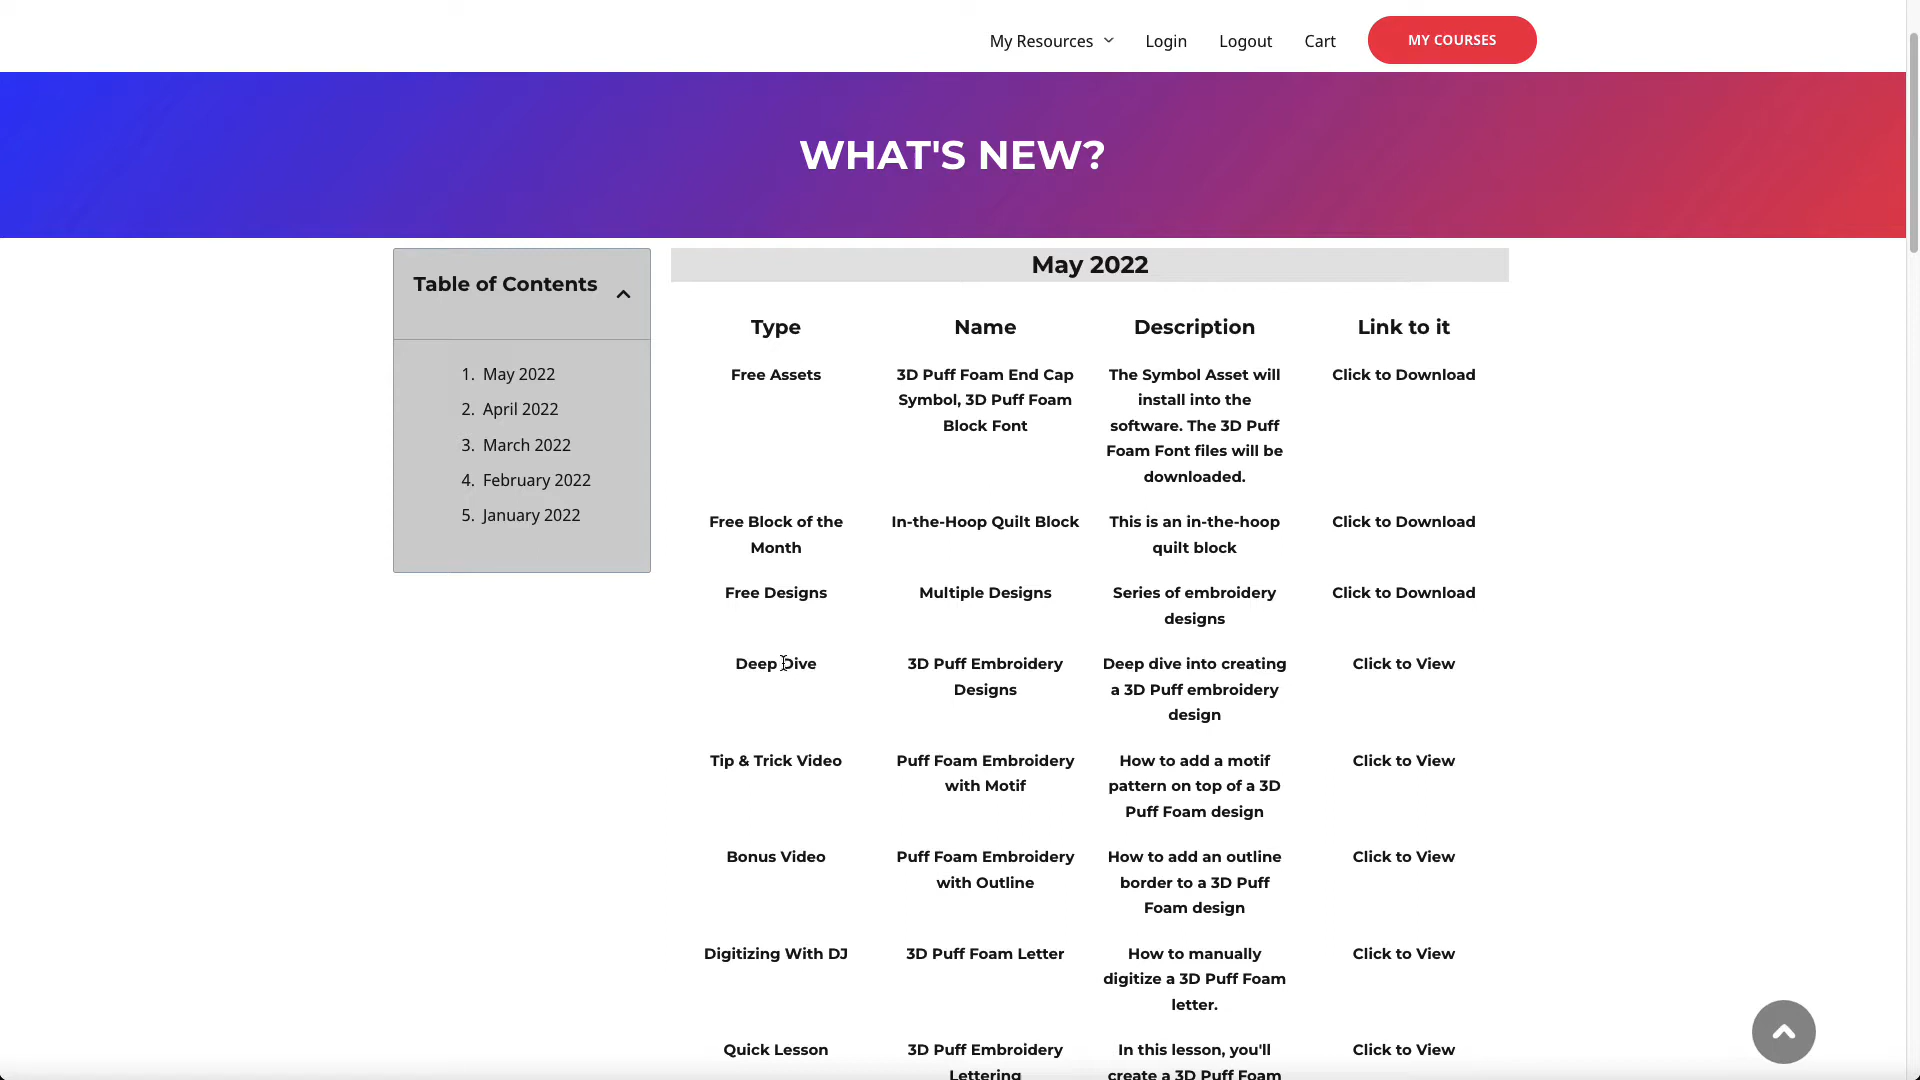 My Resources Login Logout Cart MY COURSES
WHAT'S NEW?
Table of Contents
1. May 2022
2. April 2022
3. March 2022
4. February 2022
5. January 2022
May 2022
Type Name Description Link to it
Free Assets 3D Puff Foam End Cap The Symbol Asset will Click to Download
Symbol, 3D Puff Foam install into the
Block Font software. The 3D Puff
Foam Font files will be
downloaded.
Free Block of the In-the-Hoop Quilt Block This is an in-the-hoop Click to Download
Month quilt block
Free Designs Multiple Designs Series of embroidery Click to Download
designs
Deep Dive 3D Puff Embroidery Deep dive into creating Click to View
Designs a 3D Puff embroidery
design
Tip & Trick Video Puff Foam Embroidery How to add a motif Click to View
with Motif pattern on top of a 3D
Puff Foam design
Bonus Video Puff Foam Embroidery How to add an outline Click to View
with Outline border to a 3D Puff
Foam design
Digitizing With DJ 3D Puff Foam Letter How to manually Click to View
digitize a 3D Puff Foam
letter.
Quick Lesson 3D Puff Embroidery In this lesson, you'll Click to View
Lettering create a 3D Puff Foam